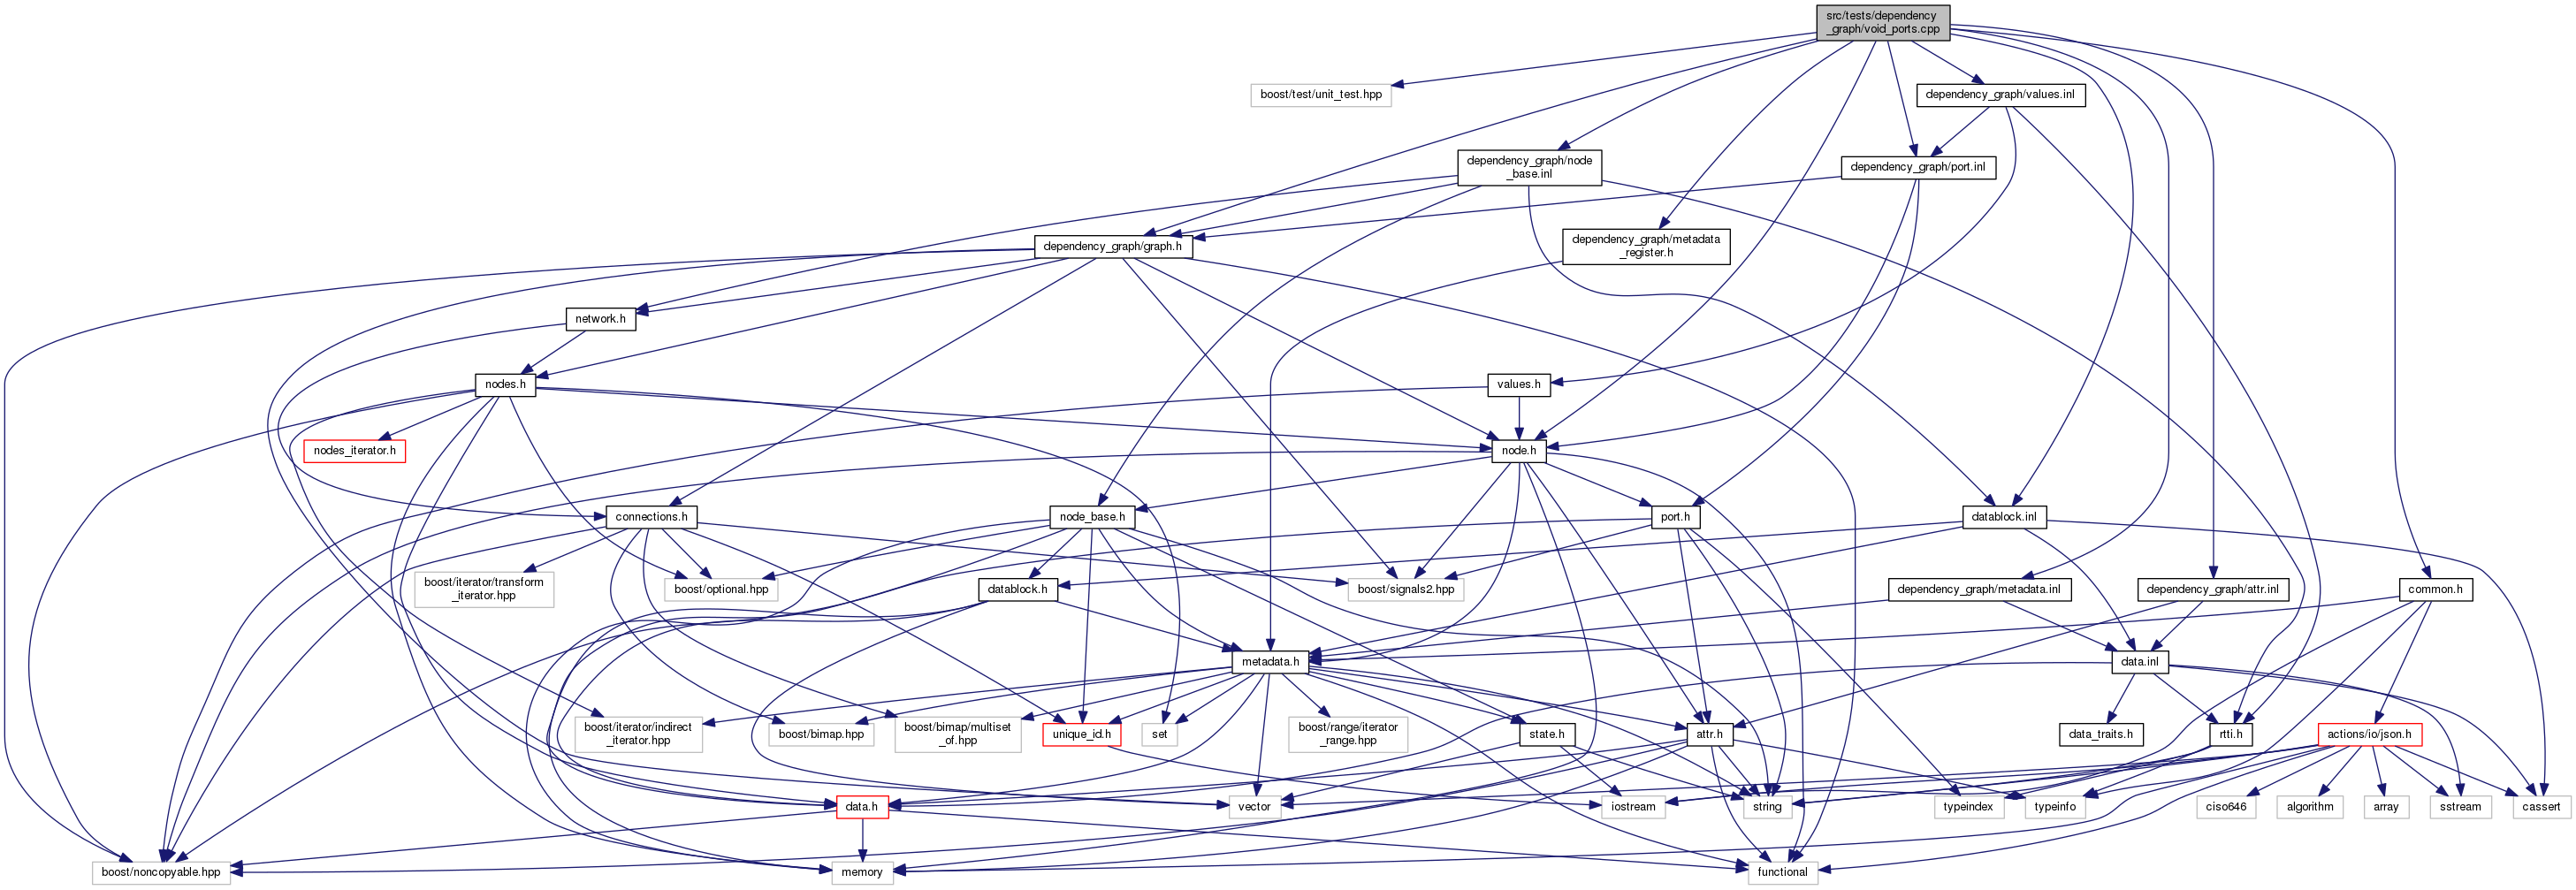 src/tests/dependency
_graph/void_ports.cpp
boost/test/unit_test.hpp
dependency_graph/values.inl
dependency_graph/node
_base.inl
dependency_graph/port.inl
dependency_graph/graph.h
dependency_graph/metadata
_register.h
network.h
nodes.h
values.h
nodes_iterator.h
node.h
connections.h
node_base.h
port.h
datablock.inl
boost/iterator/transform
_iterator.hpp
boost/optional.hpp
datablock.h
boost/signals2.hpp
dependency_graph/metadata.inl
dependency_graph/attr.inl
common.h
metadata.h
data.inl
boost/iterator/indirect
_iterator.hpp
boost/bimap.hpp
boost/bimap/multiset
_of.hpp
unique_id.h
set
boost/range/iterator
_range.hpp
attr.h
state.h
data_traits.h
rtti.h
actions/io/json.h
data.h
vector
iostream
string
typeindex
typeinfo
ciso646
algorithm
array
sstream
cassert
boost/noncopyable.hpp
memory
functional